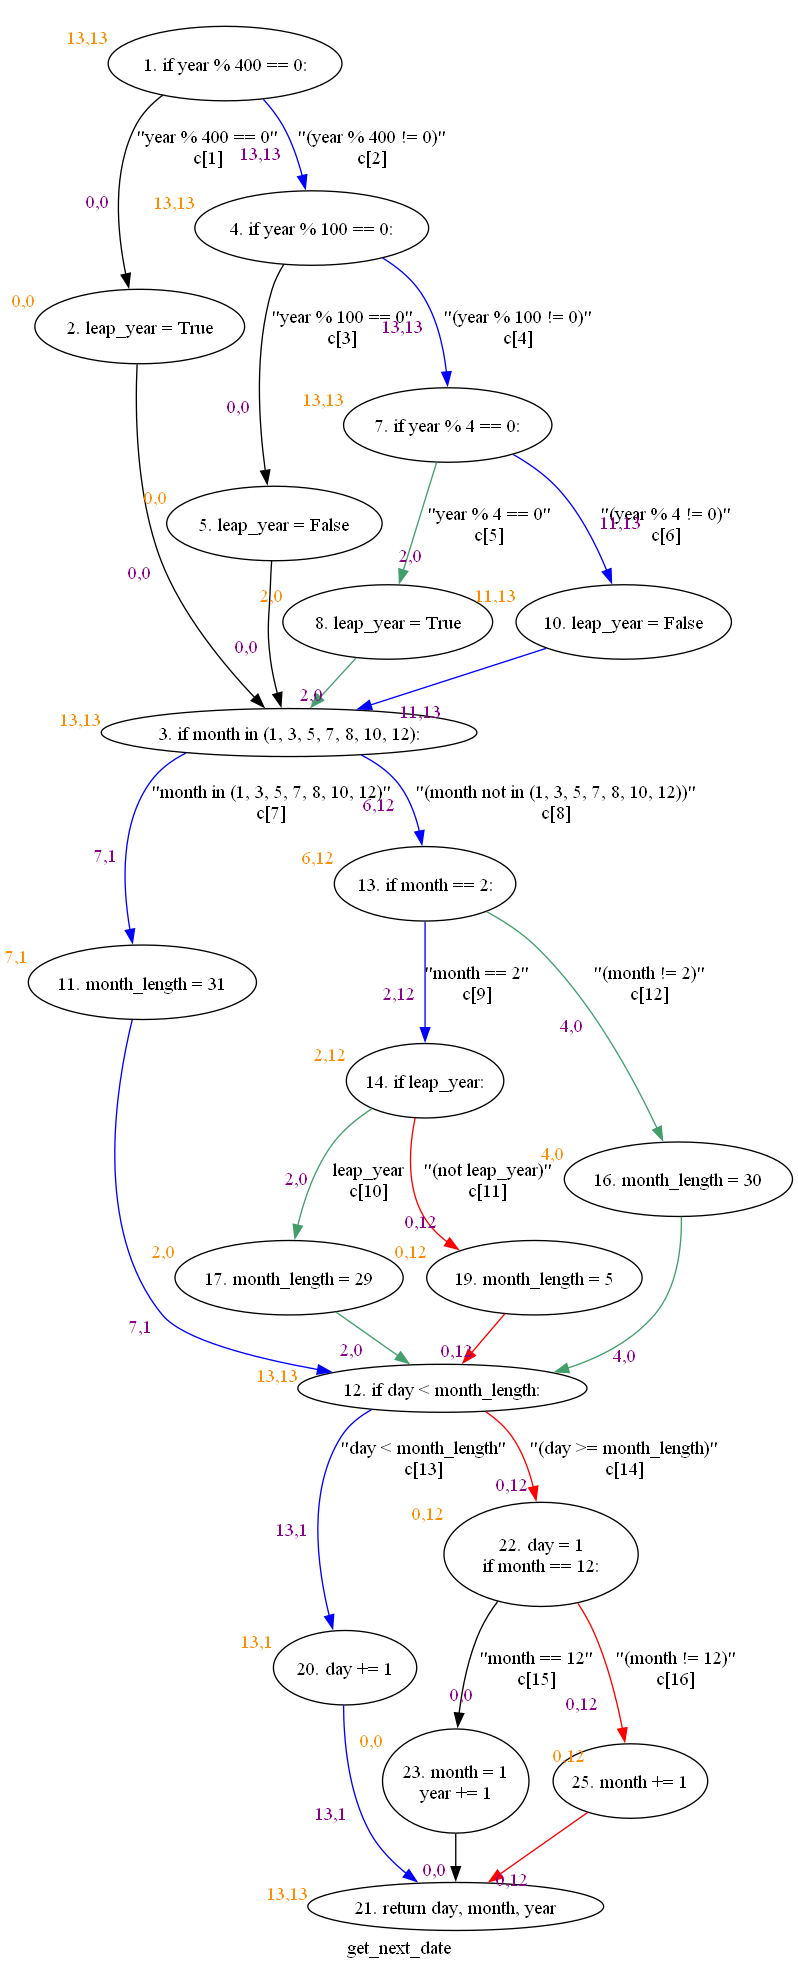 13,13
1. if year % 400 == 0:
"year % 400 == 0"
c[1]
"(year % 400 != 0)"
c[2]
13,13
0,0
13,13
4. if year % 100 == 0:
0,0
2. leap_year = True
"year % 100 == 0"
c[3]
13,13
"(year % 100 != 0)"
c[4]
13,13
7. if year % 4 == 0:
0,0
0,0
5. leap_year = False
"year % 4 == 0"
c[5]
"(year % 4 != 0)"
c[6]
11,13
2,0
0,0
2,0
8. leap_year = True
11,13
10. leap_year = False
0,0
2,0
11,13
13,13
3. if month in (1, 3, 5, 7, 8, 10, 12):
"month in (1, 3, 5, 7, 8, 10, 12)"
c[7]
6,12
"(month not in (1, 3, 5, 7, 8, 10, 12))"
c[8]
7,1
6,12
13. if month == 2:
7,1
11. month_length = 31
"month == 2"
c[9]
2,12
"(month != 2)"
c[12]
4,0
2,12
14. if leap_year:
leap_year
c[10]
2,0
"(not leap_year)"
c[11]
0,12
4,0
16. month_length = 30
2,0
17. month_length = 29
0,12
19. month_length = 5
7,1
2,0
0,12
4,0
13,13
12. if day < month_length:
"day < month_length"
c[13]
"(day >= month_length)"
c[14]
0,12
13,1
0,12
22. day = 1
if month == 12:
13,1
20. day += 1
"month == 12"
c[15]
0,0
"(month != 12)"
c[16]
0,12
0,0
23. month = 1
year += 1
0,12
25. month += 1
13,1
0,0
0,12
13,13
21. return day, month, year
get_next_date